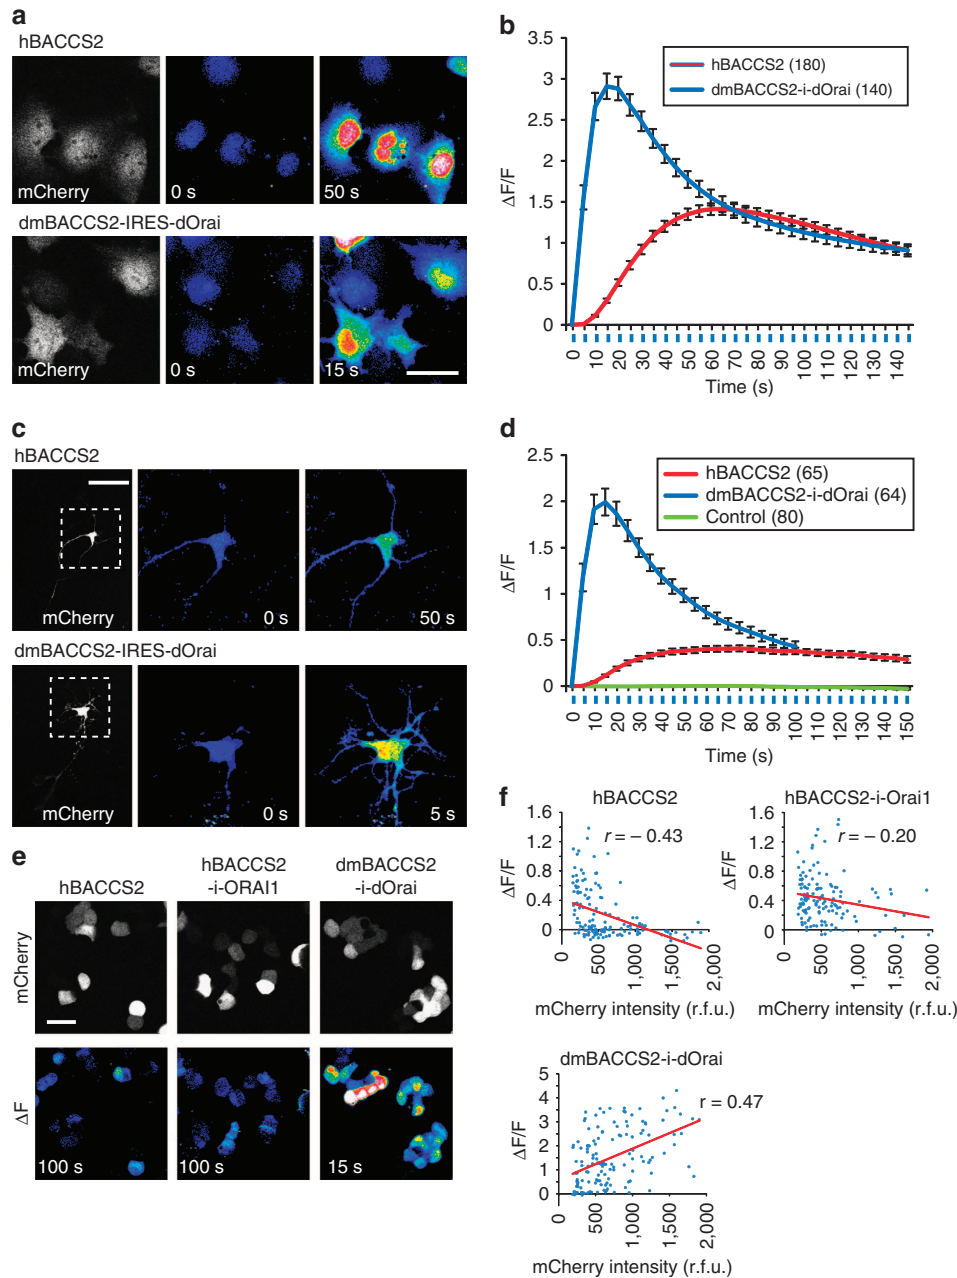 a
hBACCS2
mCherry
0 s
50 s
dmBACCS2-IRES-dOrai
mCherry
0 s
15 s
b
3.5
3
2.5
2
1.5
1
0.5
0
ΔF/F
hBACCS2 (180)
dmBACCS2-i-dOrai (140)
0 10 20 30 40 50 60 70 80 90 100 110 120 130 140
Time (s)
c
hBACCS2
mCherry
0 s
50 s
dmBACCS2-IRES-dOrai
mCherry
0 s
5 s
d
2.5
2
1.5
1
0.5
0
ΔF/F
hBACCS2 (65)
dmBACCS2-i-dOrai (64)
Control (80)
0 10 20 30 40 50 60 70 80 90 100 110 120 130 140 150
Time (s)
e
hBACCS2
hBACCS2
-i-ORAI1
dmBACCS2
-i-dOrai
mCherry
ΔF
100 s
100 s
15 s
f
hBACCS2
r = – 0.43
1.6
1.2
0.8
0.4
0
ΔF/F
0 500 1,000 1,500 2,000
mCherry intensity (r.f.u.)
hBACCS2-i-Orai1
r = – 0.20
1.6
1.2
0.8
0.4
0
ΔF/F
0 500 1,000 1,500 2,000
mCherry intensity (r.f.u.)
dmBACCS2-i-dOrai
r = 0.47
5
4
3
2
1
0
ΔF/F
0 500 1,000 1,500 2,000
mCherry intensity (r.f.u.)